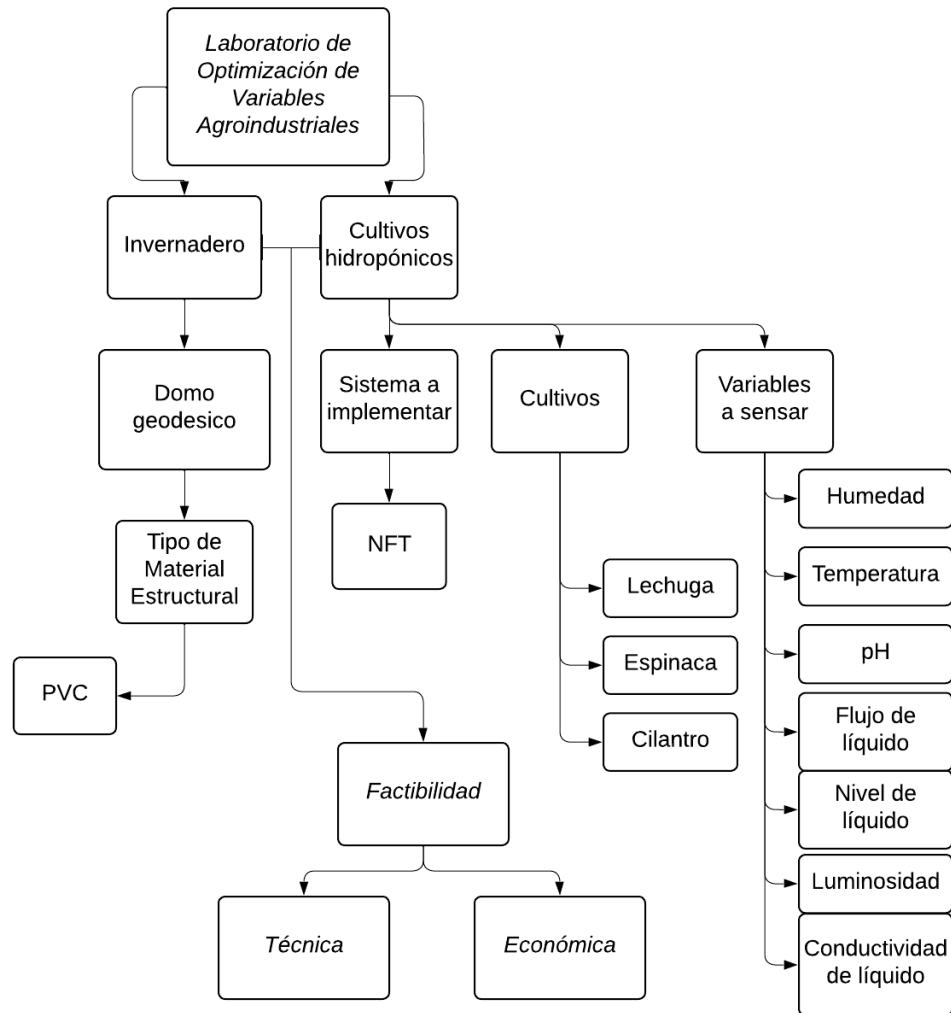 Laboratorio de
Optimización de
Variables
Agroindustriales
Invernadero
Cultivos
hidropónicos
Domo
geodesico
Sistema a
implementar
Cultivos
Variables
a sensar
Tipo de
Material
Estructural
NFT
PVC
Lechuga
Espinaca
Cilantro
Humedad
Temperatura
pH
Flujo de
líquido
Nivel de
líquido
Luminosidad
Conductividad
de líquido
Factibilidad
Técnica
Económica